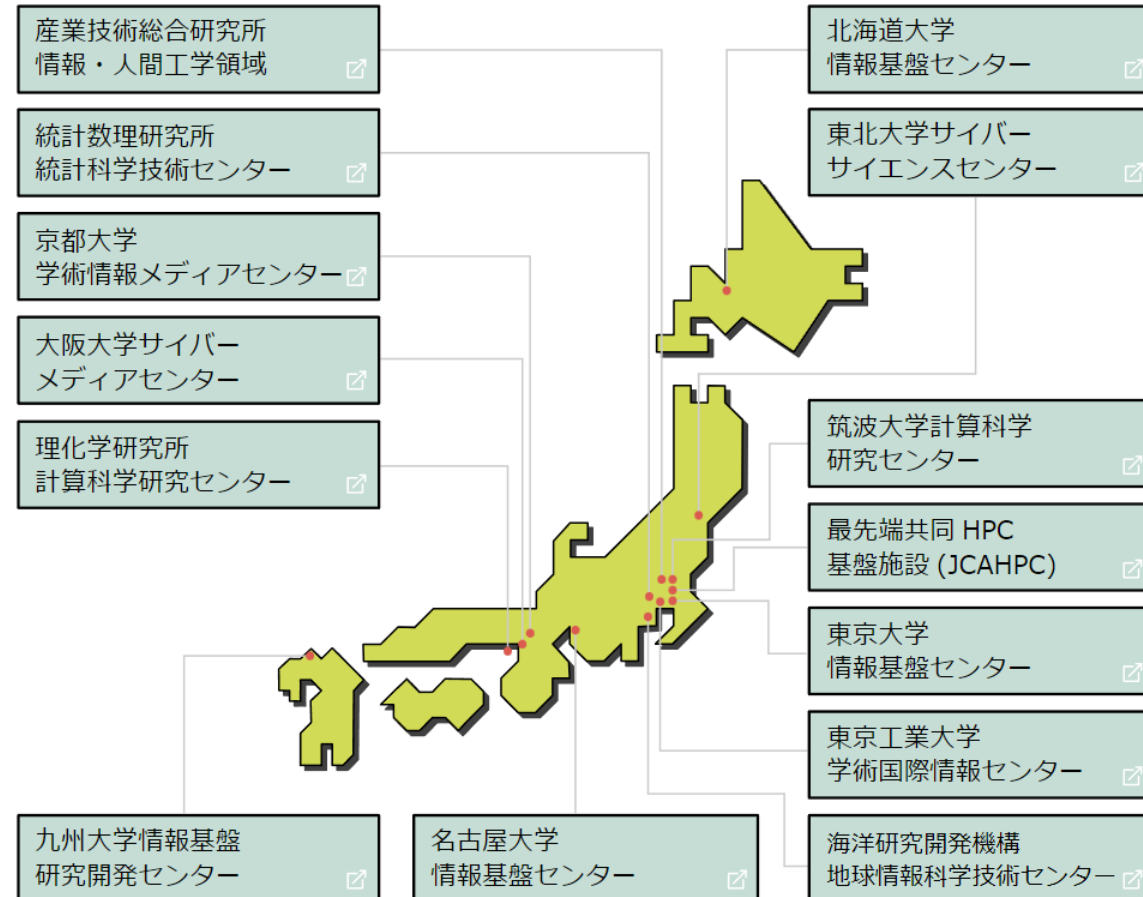 産業技術総合研究所
情報・人間工学領域
統計数理研究所
統計科学技術センター
京都大学
学術情報メディアセンター
大阪大学サイバー
メディアセンター
理化学研究所
計算科学研究センター
北海道大学
情報基盤センター
東北大学サイバー
サイエンスセンター
筑波大学計算科学
研究センター
最先端共同 HPC
基盤施設 (JCAHPC)
東京大学
情報基盤センター
東京工業大学
学術国際情報センター
九州大学情報基盤
研究開発センター
名古屋大学
情報基盤センター
海洋研究開発機構
地球情報科学技術センター